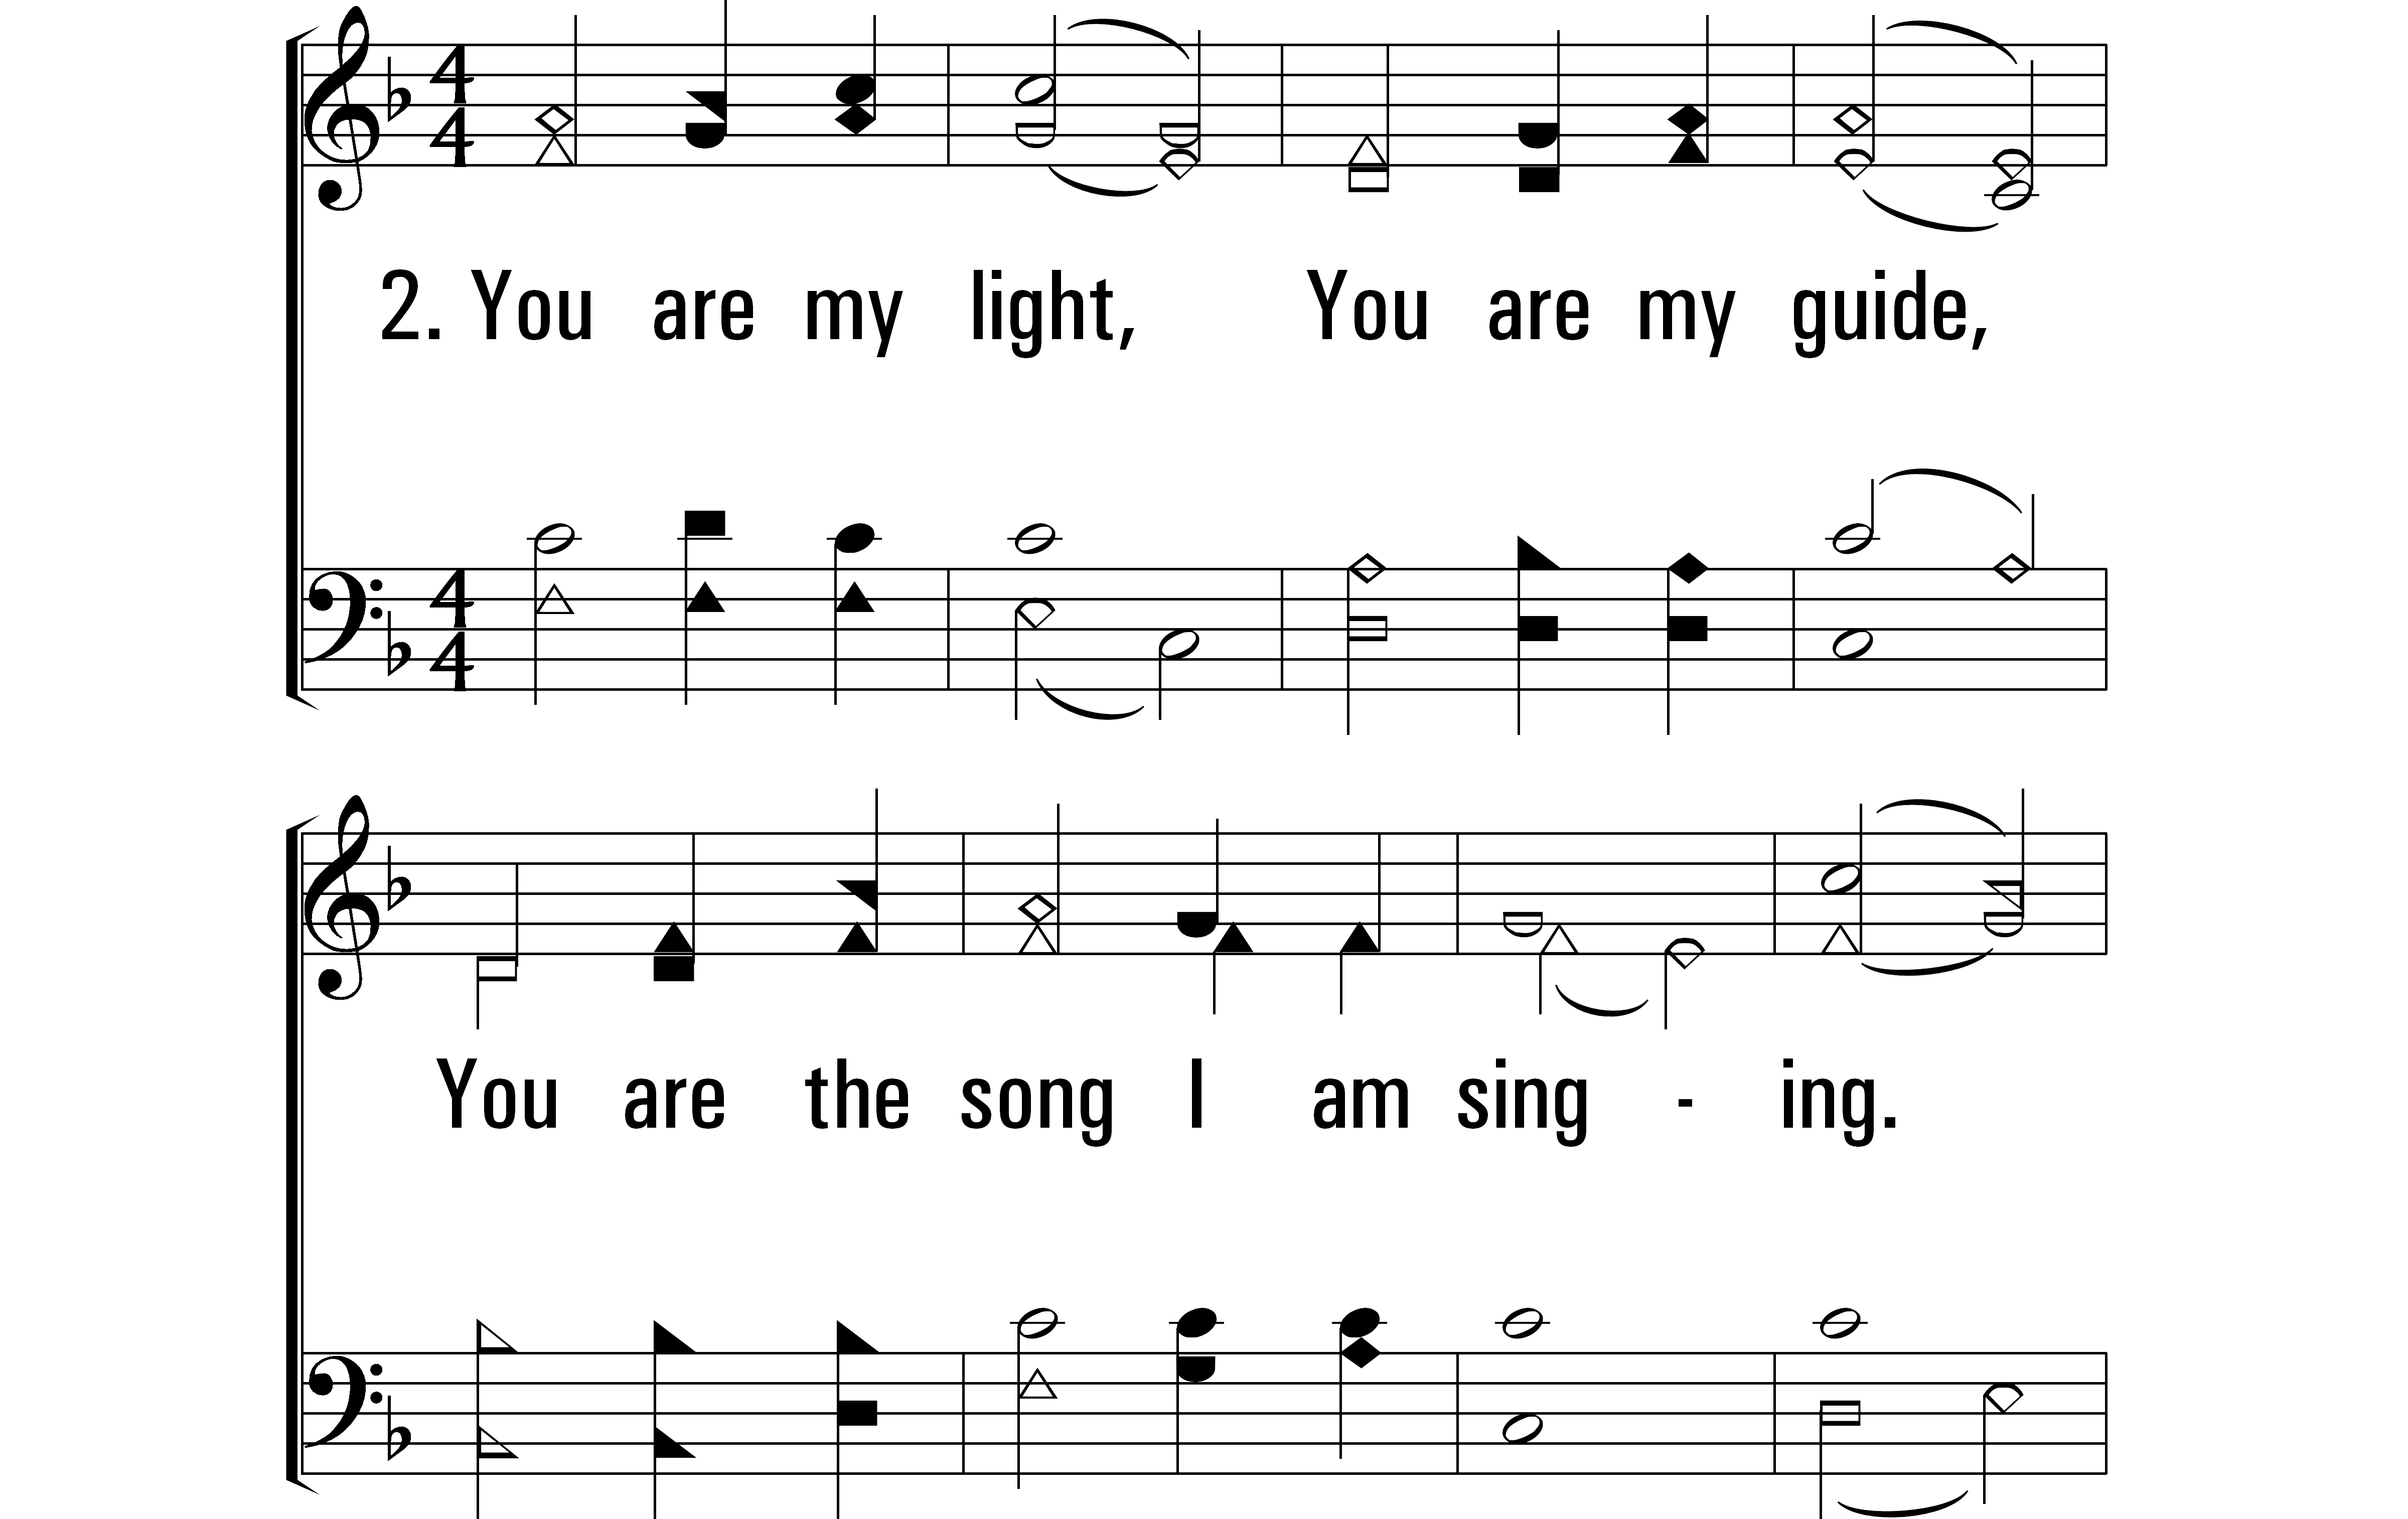 2. You are my light, You are my guide,
You are the song I am sing - ing.